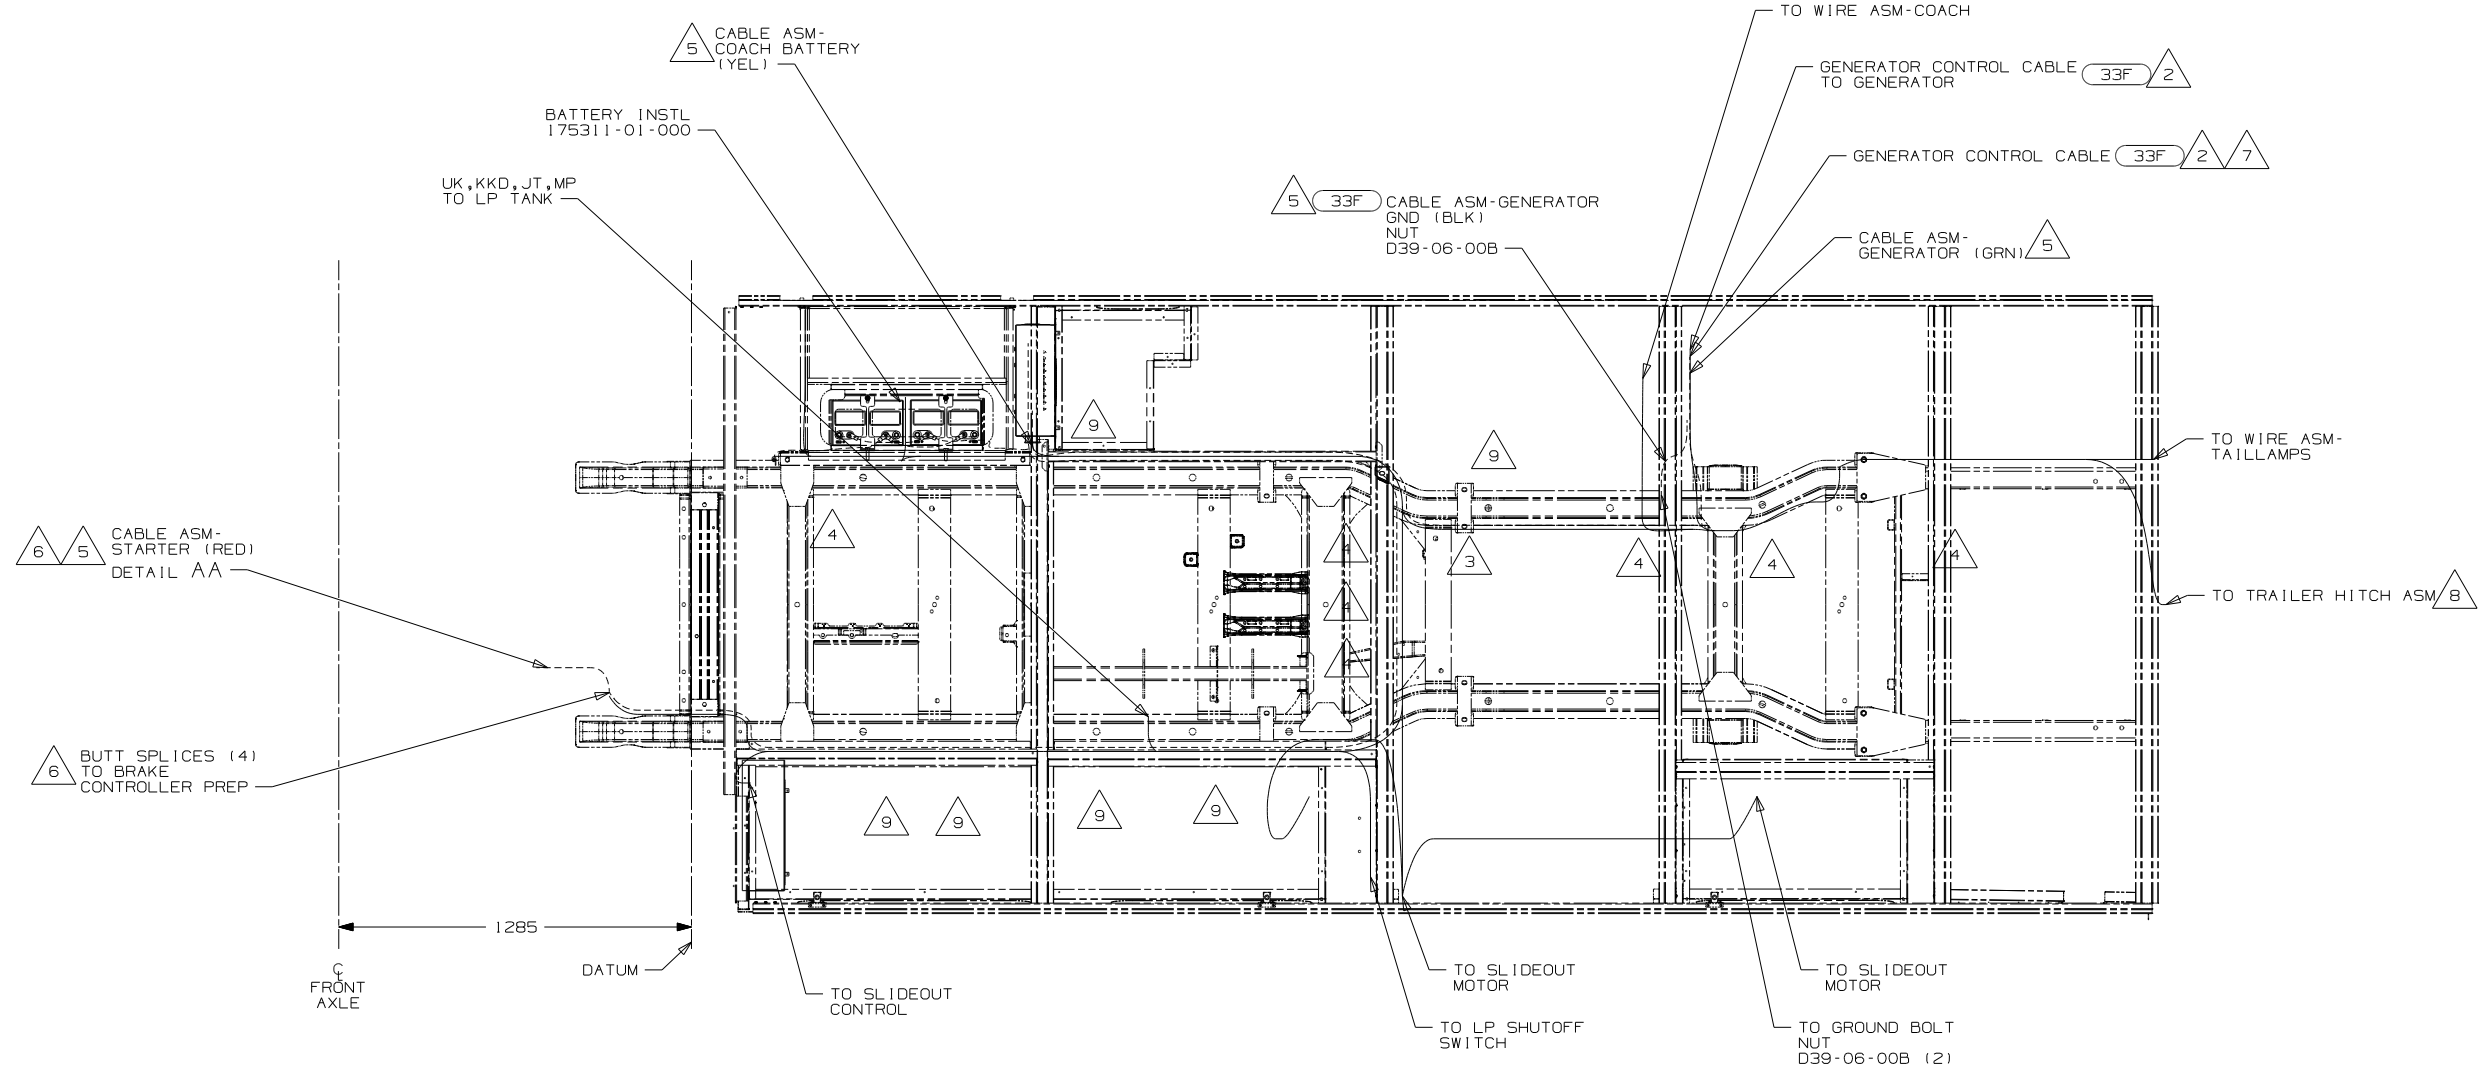 TO WIRE ASM-COACH
5
CABLE ASM-
COACH BATTERY
(YEL)
GENERATOR CONTROL CABLE 33F 2
TO GENERATOR
BATTERY INSTL
175311-01-000
GENERATOR CONTROL CABLE 33F 2 7
UK,KKD,JT,MP
TO LP TANK
5 33F CABLE ASM-GENERATOR
GND (BLK)
NUT
D39-06-00B
CABLE ASM-
GENERATOR (GRN) 5
9
9
TO WIRE ASM-
TAILLAMPS
6 5 CABLE ASM-
STARTER (RED)
DETAIL AA
4
4
3
4
4
4
4
4
TO TRAILER HITCH ASM 8
6 BUTT SPLICES (4)
TO BRAKE
CONTROLLER PREP
9
9
9
9
1285
DATUM
CL
FRONT
AXLE
TO SLIDEOUT
CONTROL
TO SLIDEOUT
MOTOR
TO SLIDEOUT
MOTOR
TO LP SHUTOFF
SWITCH
TO GROUND BOLT
NUT
D39-06-00B (2)